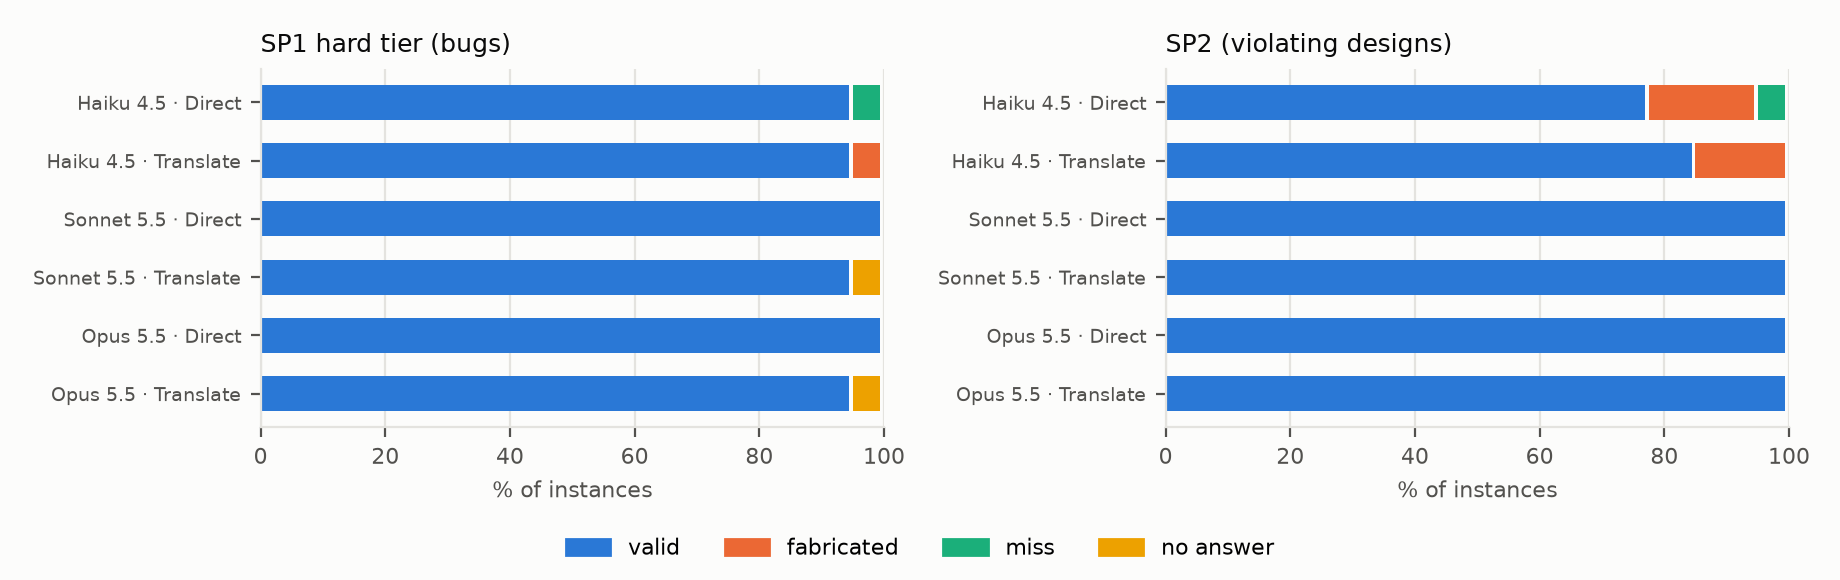 SP1 hard tier (bugs)
Haiku 4.5 · Direct
Haiku 4.5 · Translate
Sonnet 5.5 · Direct
Sonnet 5.5 · Translate
Opus 5.5 · Direct
Opus 5.5 · Translate
0 20 40 60 80 100
% of instances
SP2 (violating designs)
Haiku 4.5 · Direct
Haiku 4.5 · Translate
Sonnet 5.5 · Direct
Sonnet 5.5 · Translate
Opus 5.5 · Direct
Opus 5.5 · Translate
0 20 40 60 80 100
% of instances
valid fabricated miss no answer